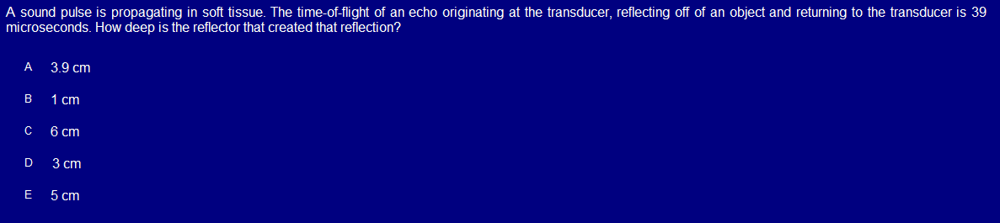 A sound pulse is propagating in soft tissue. The time-of-flight of an echo originating at the transducer, reflecting off of an object and returning to the transducer is 39
microseconds. How deep is the reflector that created that reflection?
A 3.9 cm
B 1 cm
C 6 cm
D 3 cm
E 5 cm